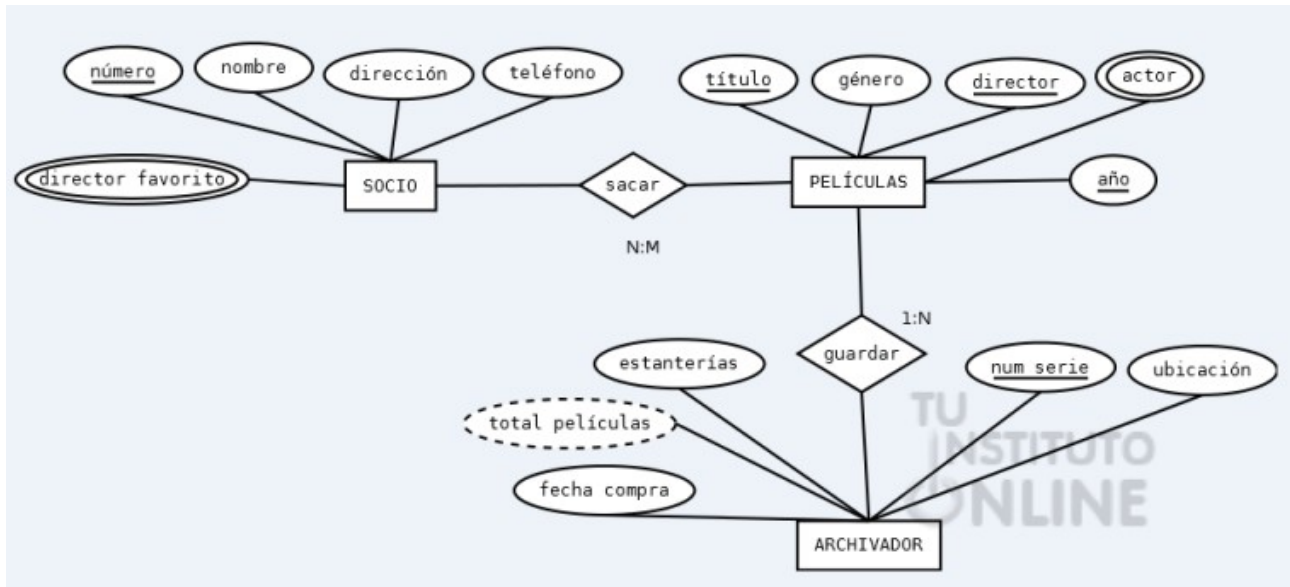 número
nombre
dirección
teléfono
título
género
director
actor
director favorito
SOCIO
sacar
PELÍCULAS
año
N:M
1:N
guardar
estanterías
num serie
ubicación
total películas
fecha compra
ARCHIVADOR
TU
INSTITUTO
ONLINE